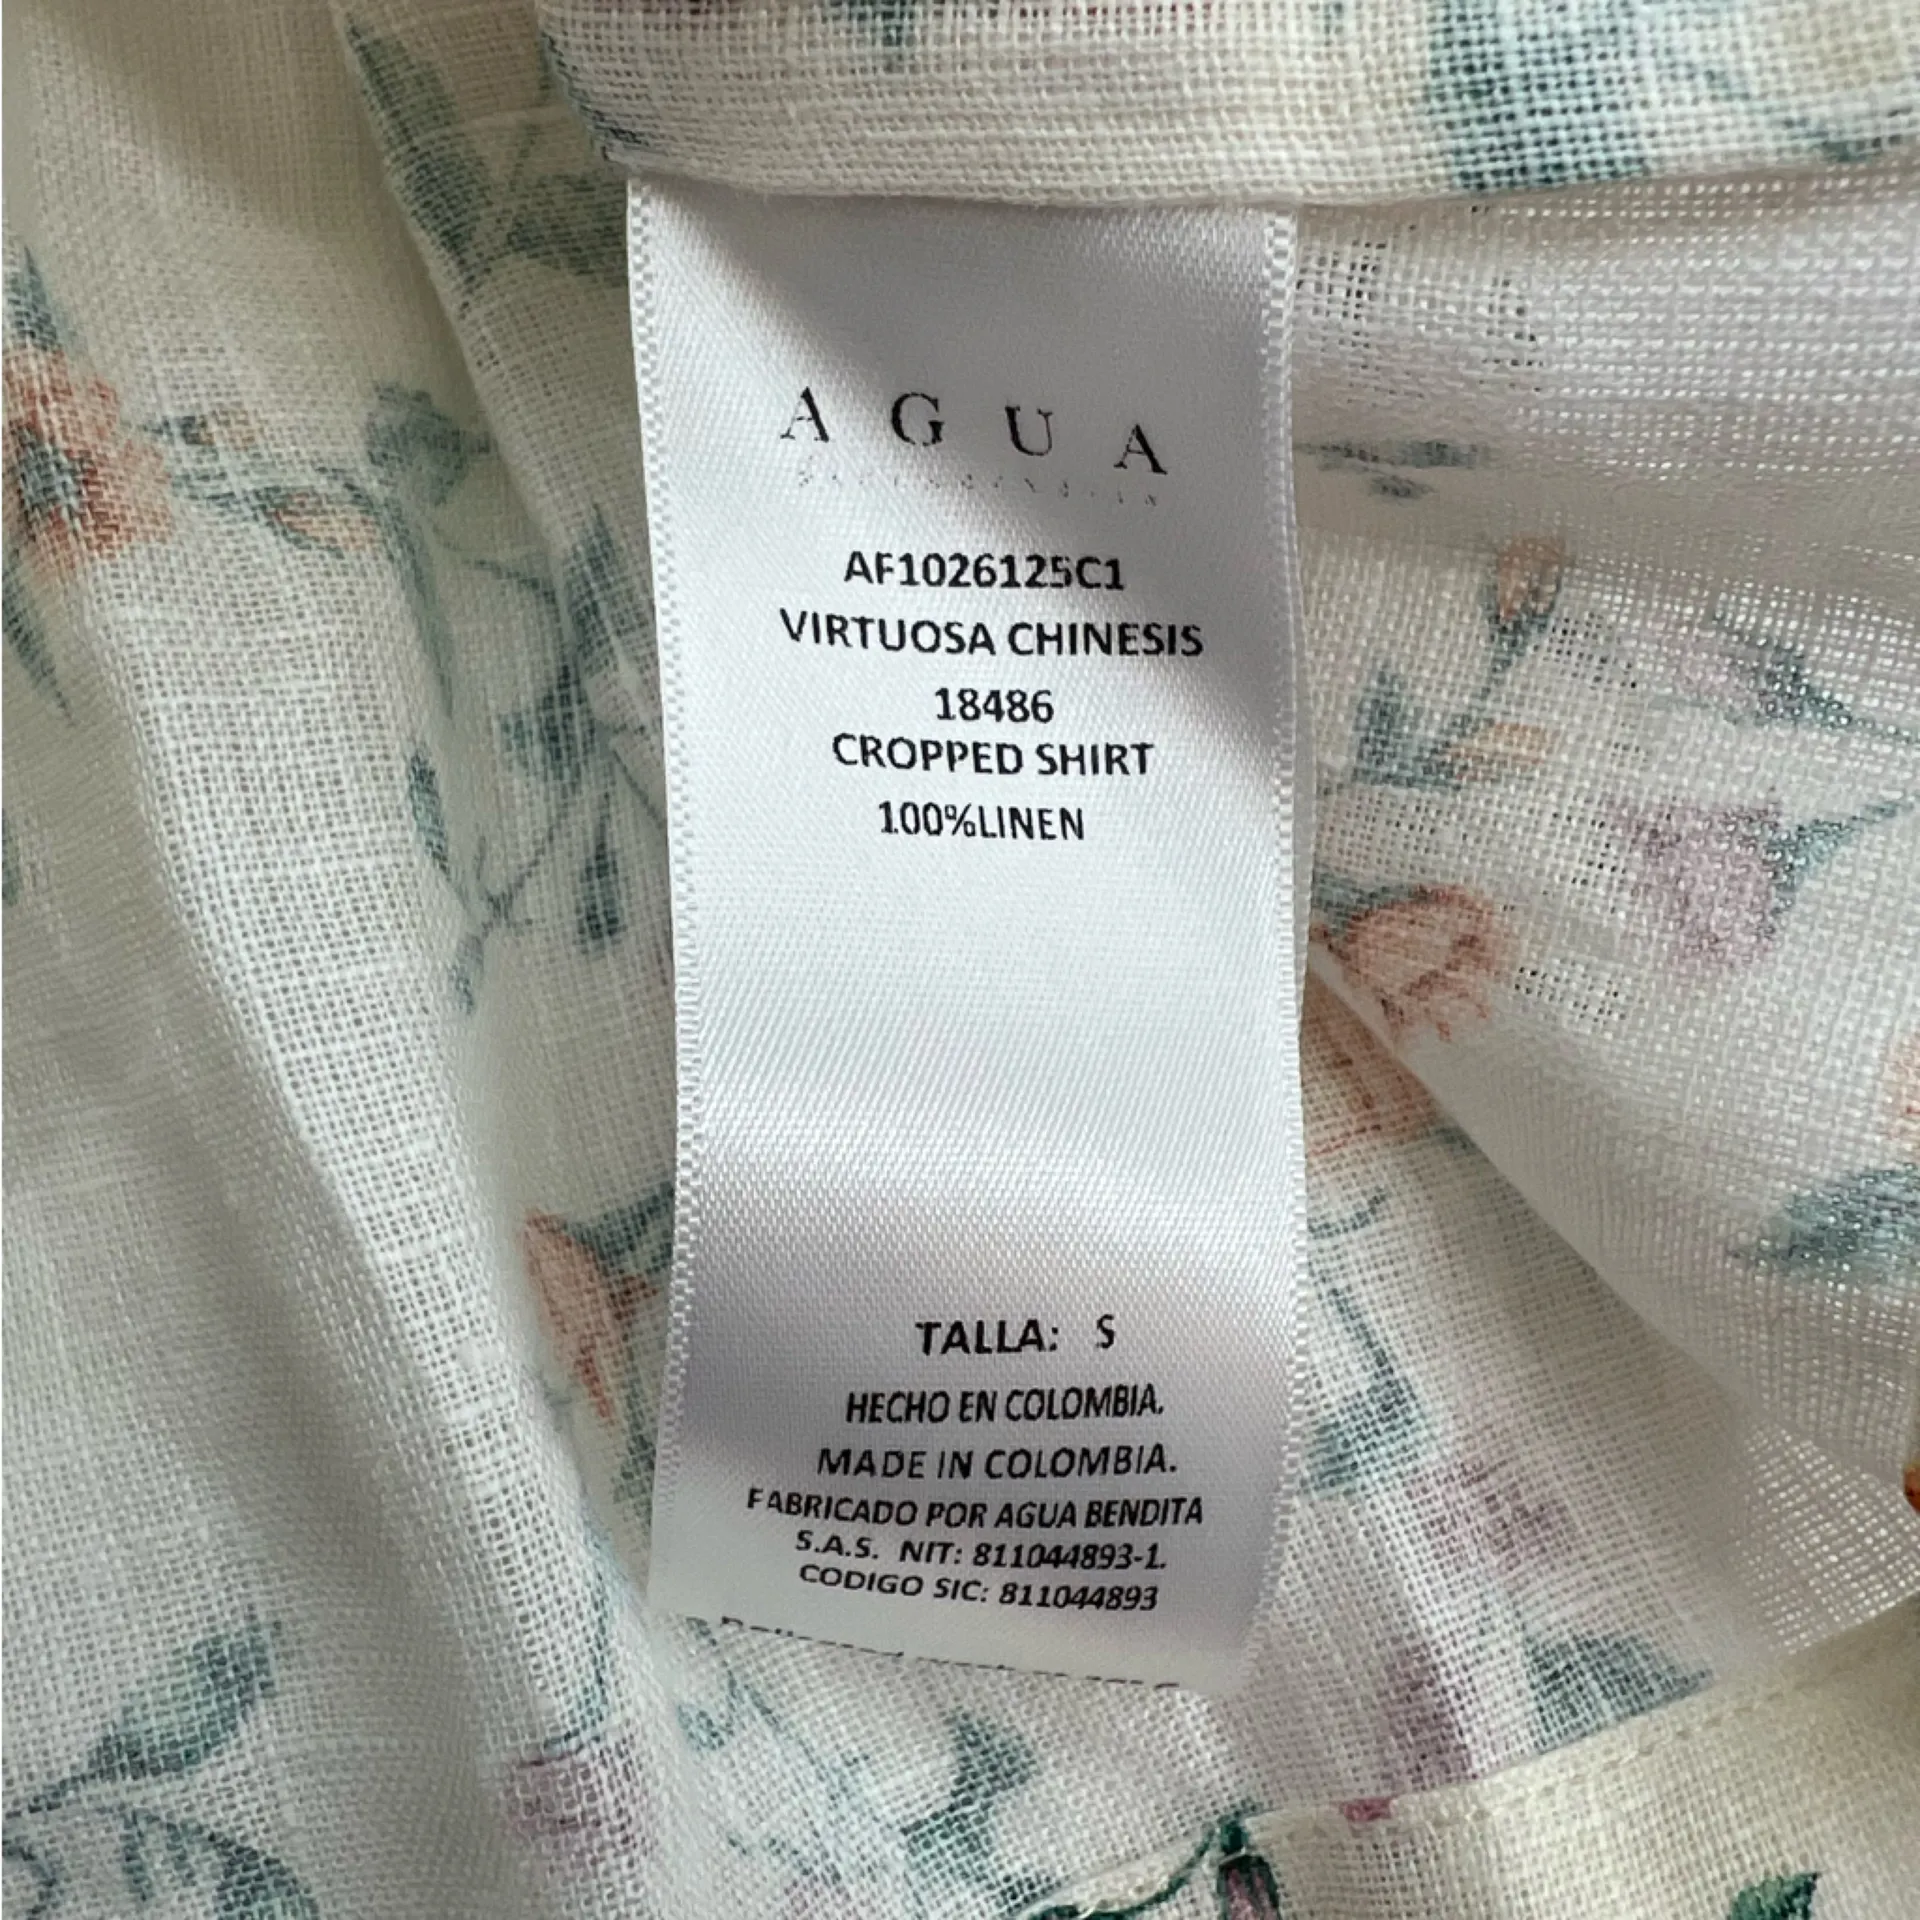 AGUA
AF1026125C1
VIRTUOSA CHINESIS
18486
CROPPED SHIRT
100%LINEN
TALLA: S
HECHO EN COLOMBIA.
MADE IN COLOMBIA.
FABRICADO POR AGUA BENDITA
S.A.S. NIT: 811044893-1.
CODIGO SIC: 811044893